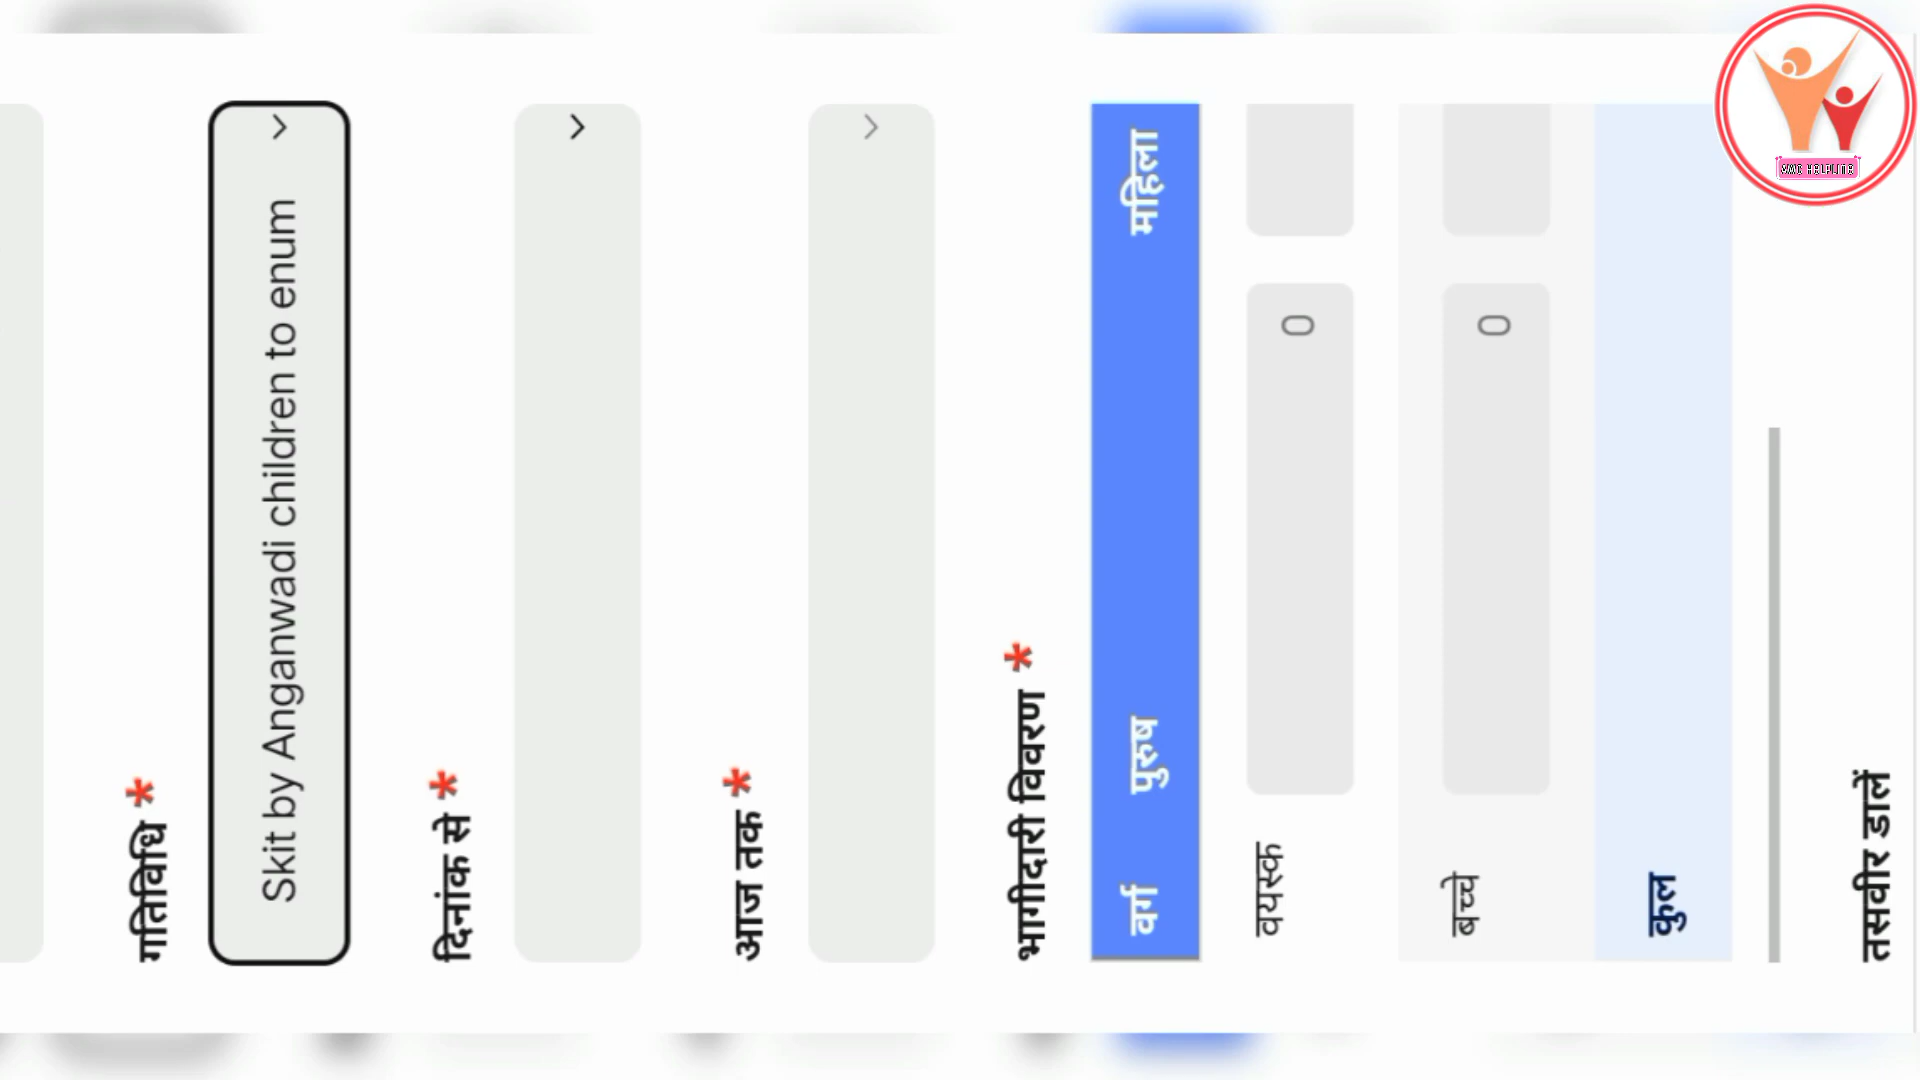 गतिविधि *
Skit by Anganwadi children to enum
दिनांक से *
आज तक *
भागीदारी विवरण *
वर्ग पुरुष महिला
वयस्क 0
बच्चे 0
कुल
तसवीर डालें